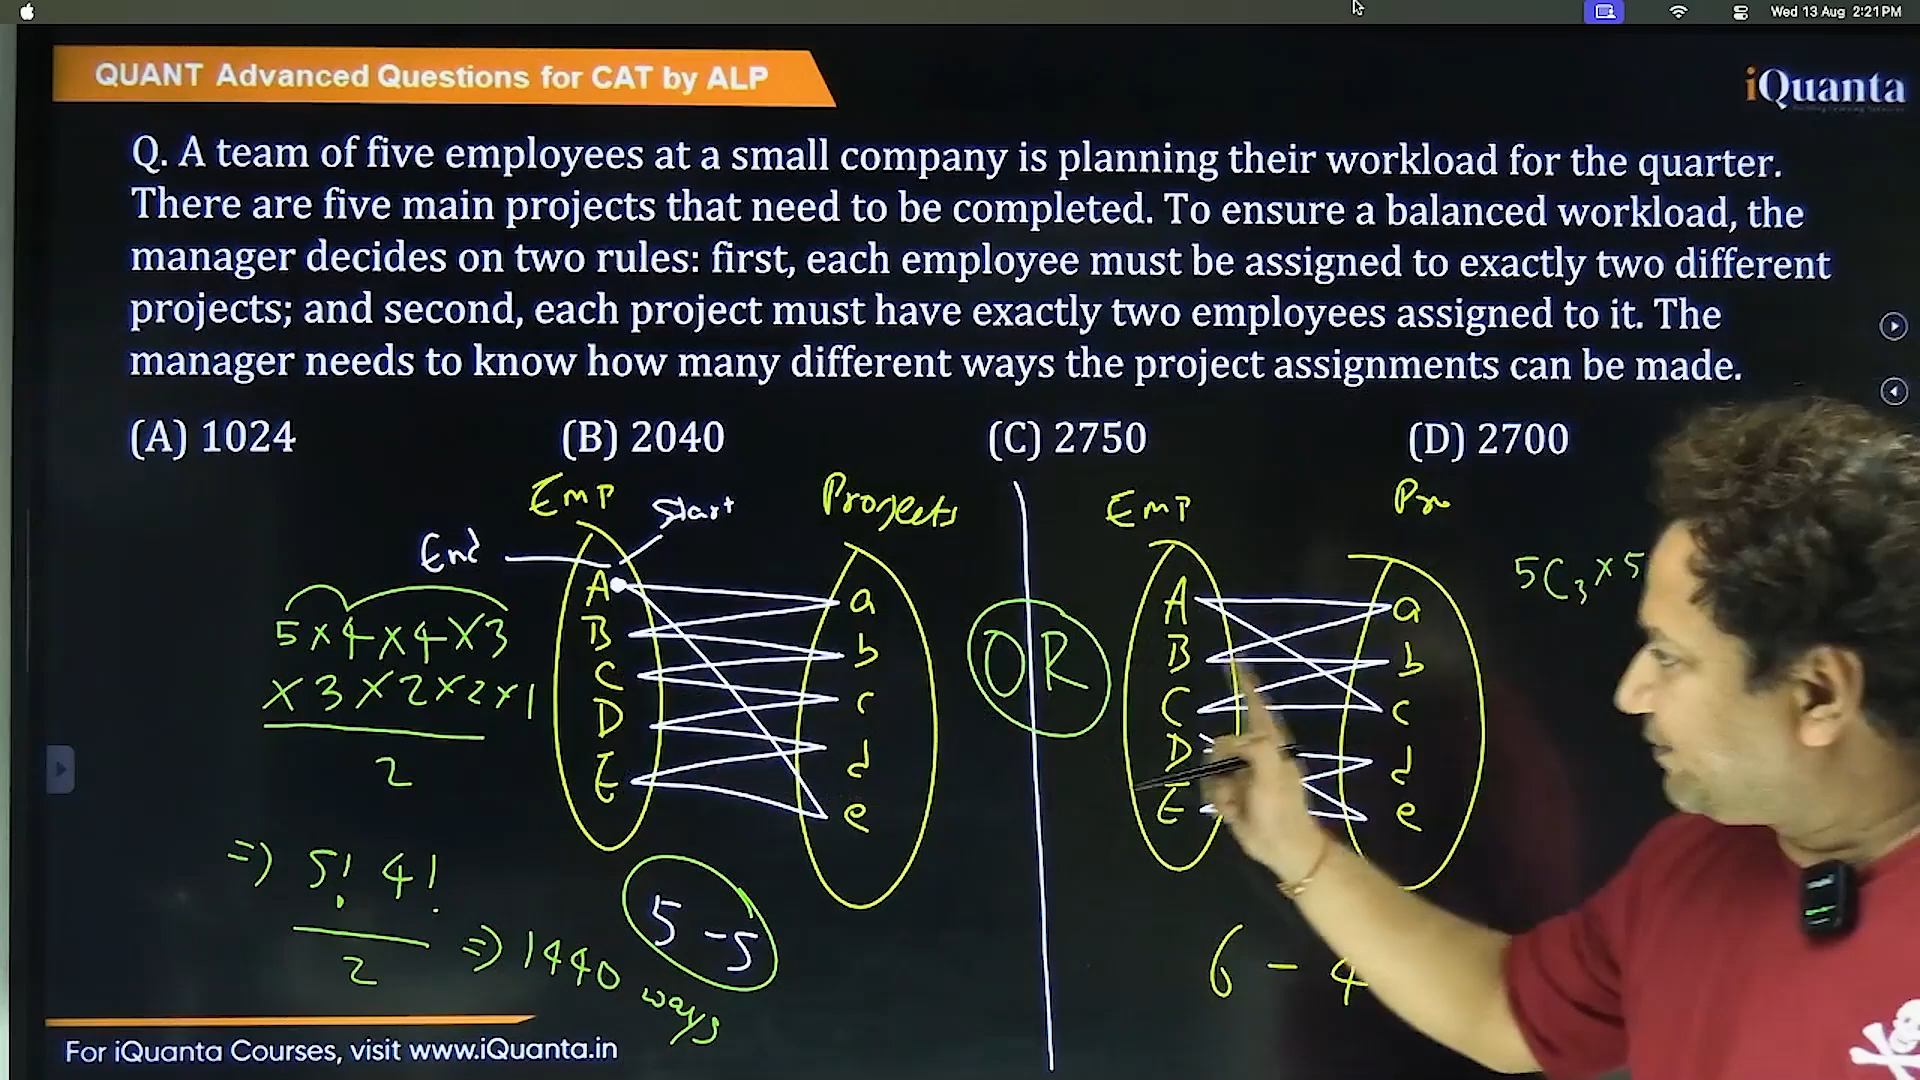 Wed 13 Aug 2:21 PM
QUANT Advanced Questions for CAT by ALP
iQuanta
Q. A team of five employees at a small company is planning their workload for the quarter.
There are five main projects that need to be completed. To ensure a balanced workload, the
manager decides on two rules: first, each employee must be assigned to exactly two different
projects; and second, each project must have exactly two employees assigned to it. The
manager needs to know how many different ways the project assignments can be made.
(A) 1024 (B) 2040 (C) 2750 (D) 2700
Emp Start Projects Emp Pro
End
A a A a
B b B b
C c C c
D d D d
E e E e
5 × 4 × 4 × 3
× 3 × 2 × 2 × 1
2
OR
5C3 × 5
=) 5! 4!
2
=) 1440 ways
5 - 5
6 - 4
For iQuanta Courses, visit www.iQuanta.in